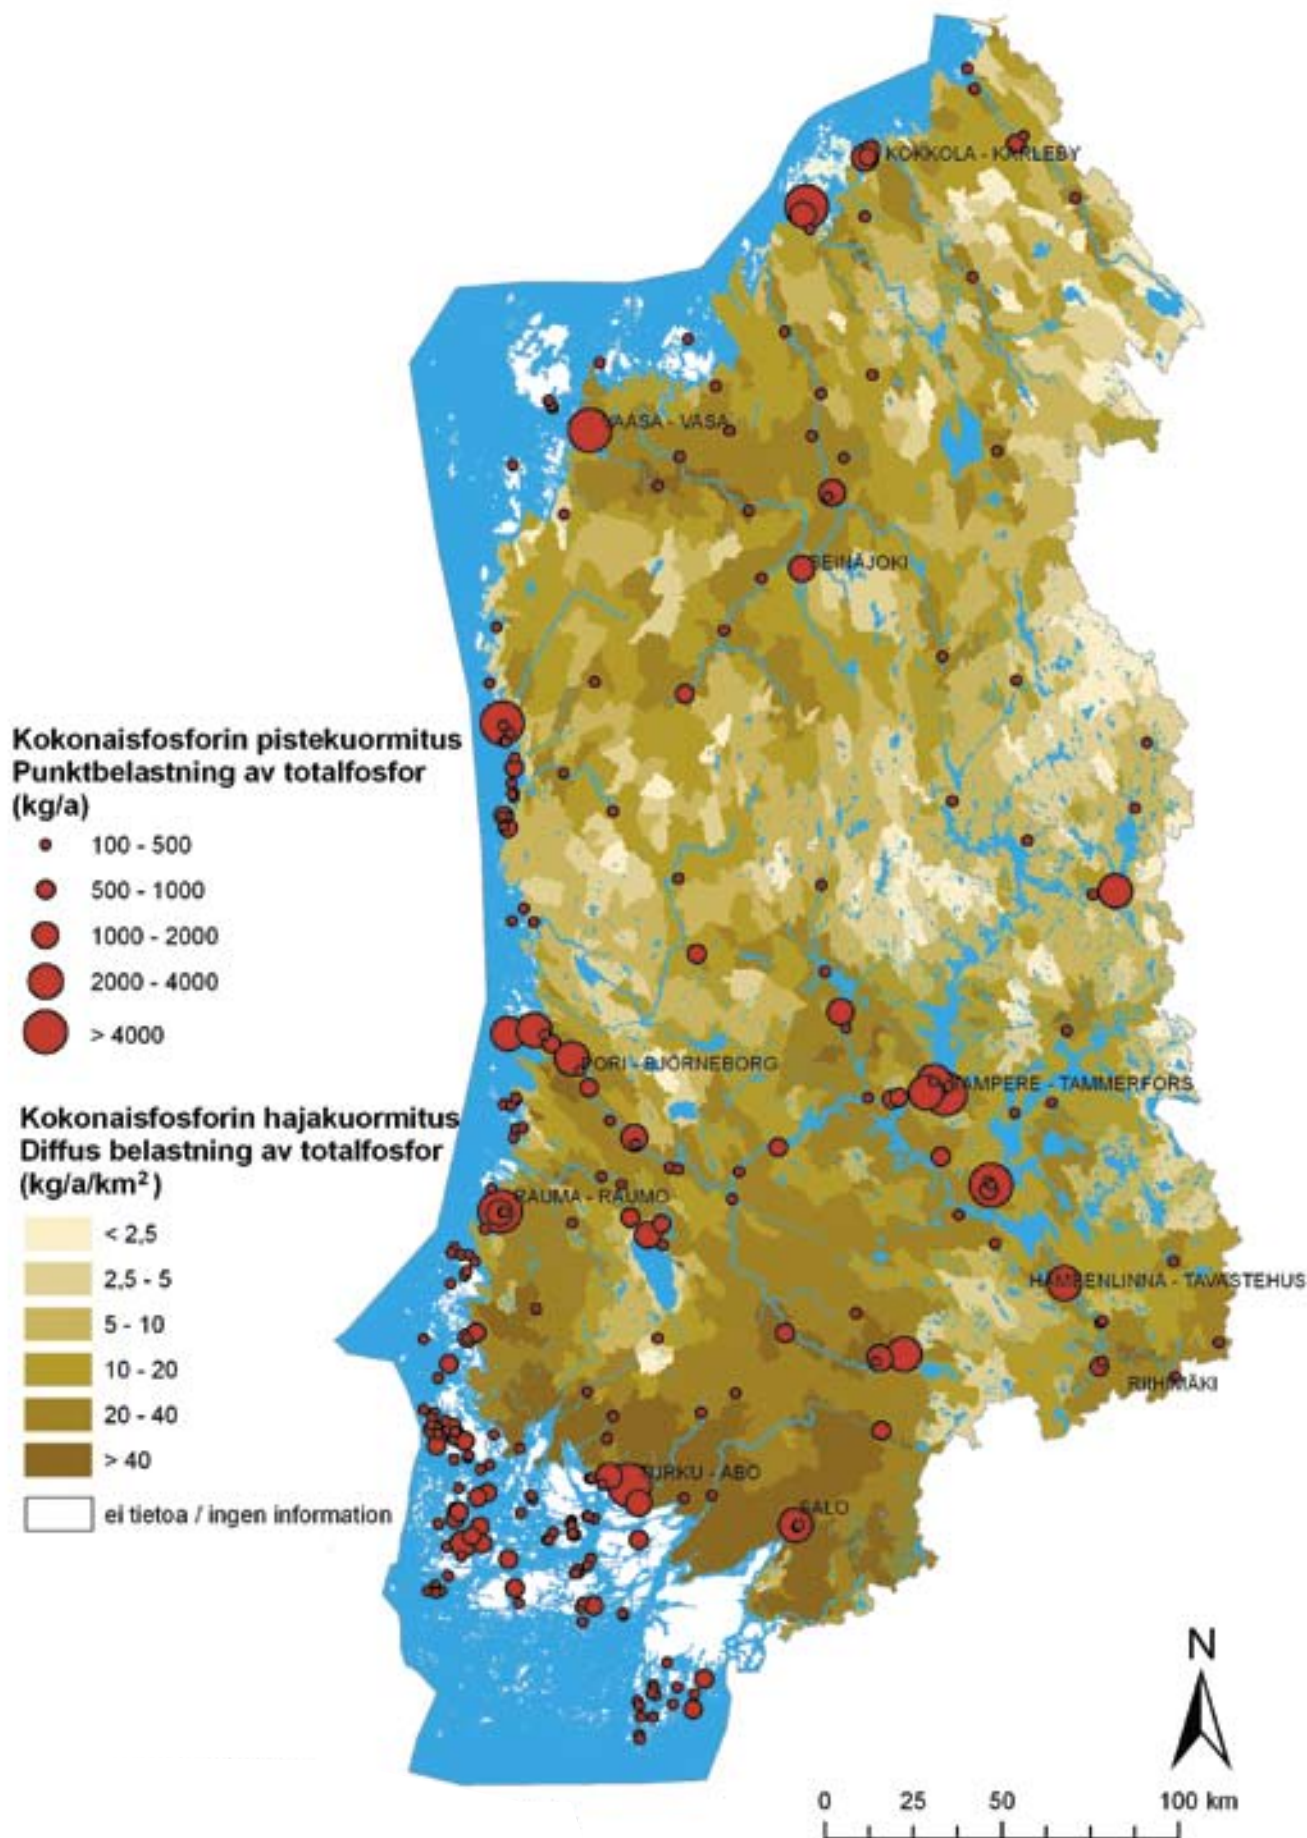 KOKKOLA - KARLEBY
VAASA - VASA
SEINÄJOKI
Kokonaisfosforin pistekuormitus
Punktbelastning av totalfosfor
(kg/a)
100 - 500
500 - 1000
1000 - 2000
2000 - 4000
> 4000
PORI - BJÖRNEBORG
TAMPERE - TAMMERFORS
Kokonaisfosforin hajakuormitus
Diffus belastning av totalfosfor
(kg/a/km²)
RAUMA - RAUMO
< 2,5
2,5 - 5
5 - 10
10 - 20
20 - 40
> 40
ei tietoa / ingen information
HÄMEENLINNA - TAVASTEHUS
RIIHIMÄKI
TURKU - ÅBO
SALO
N
0 25 50 100 km